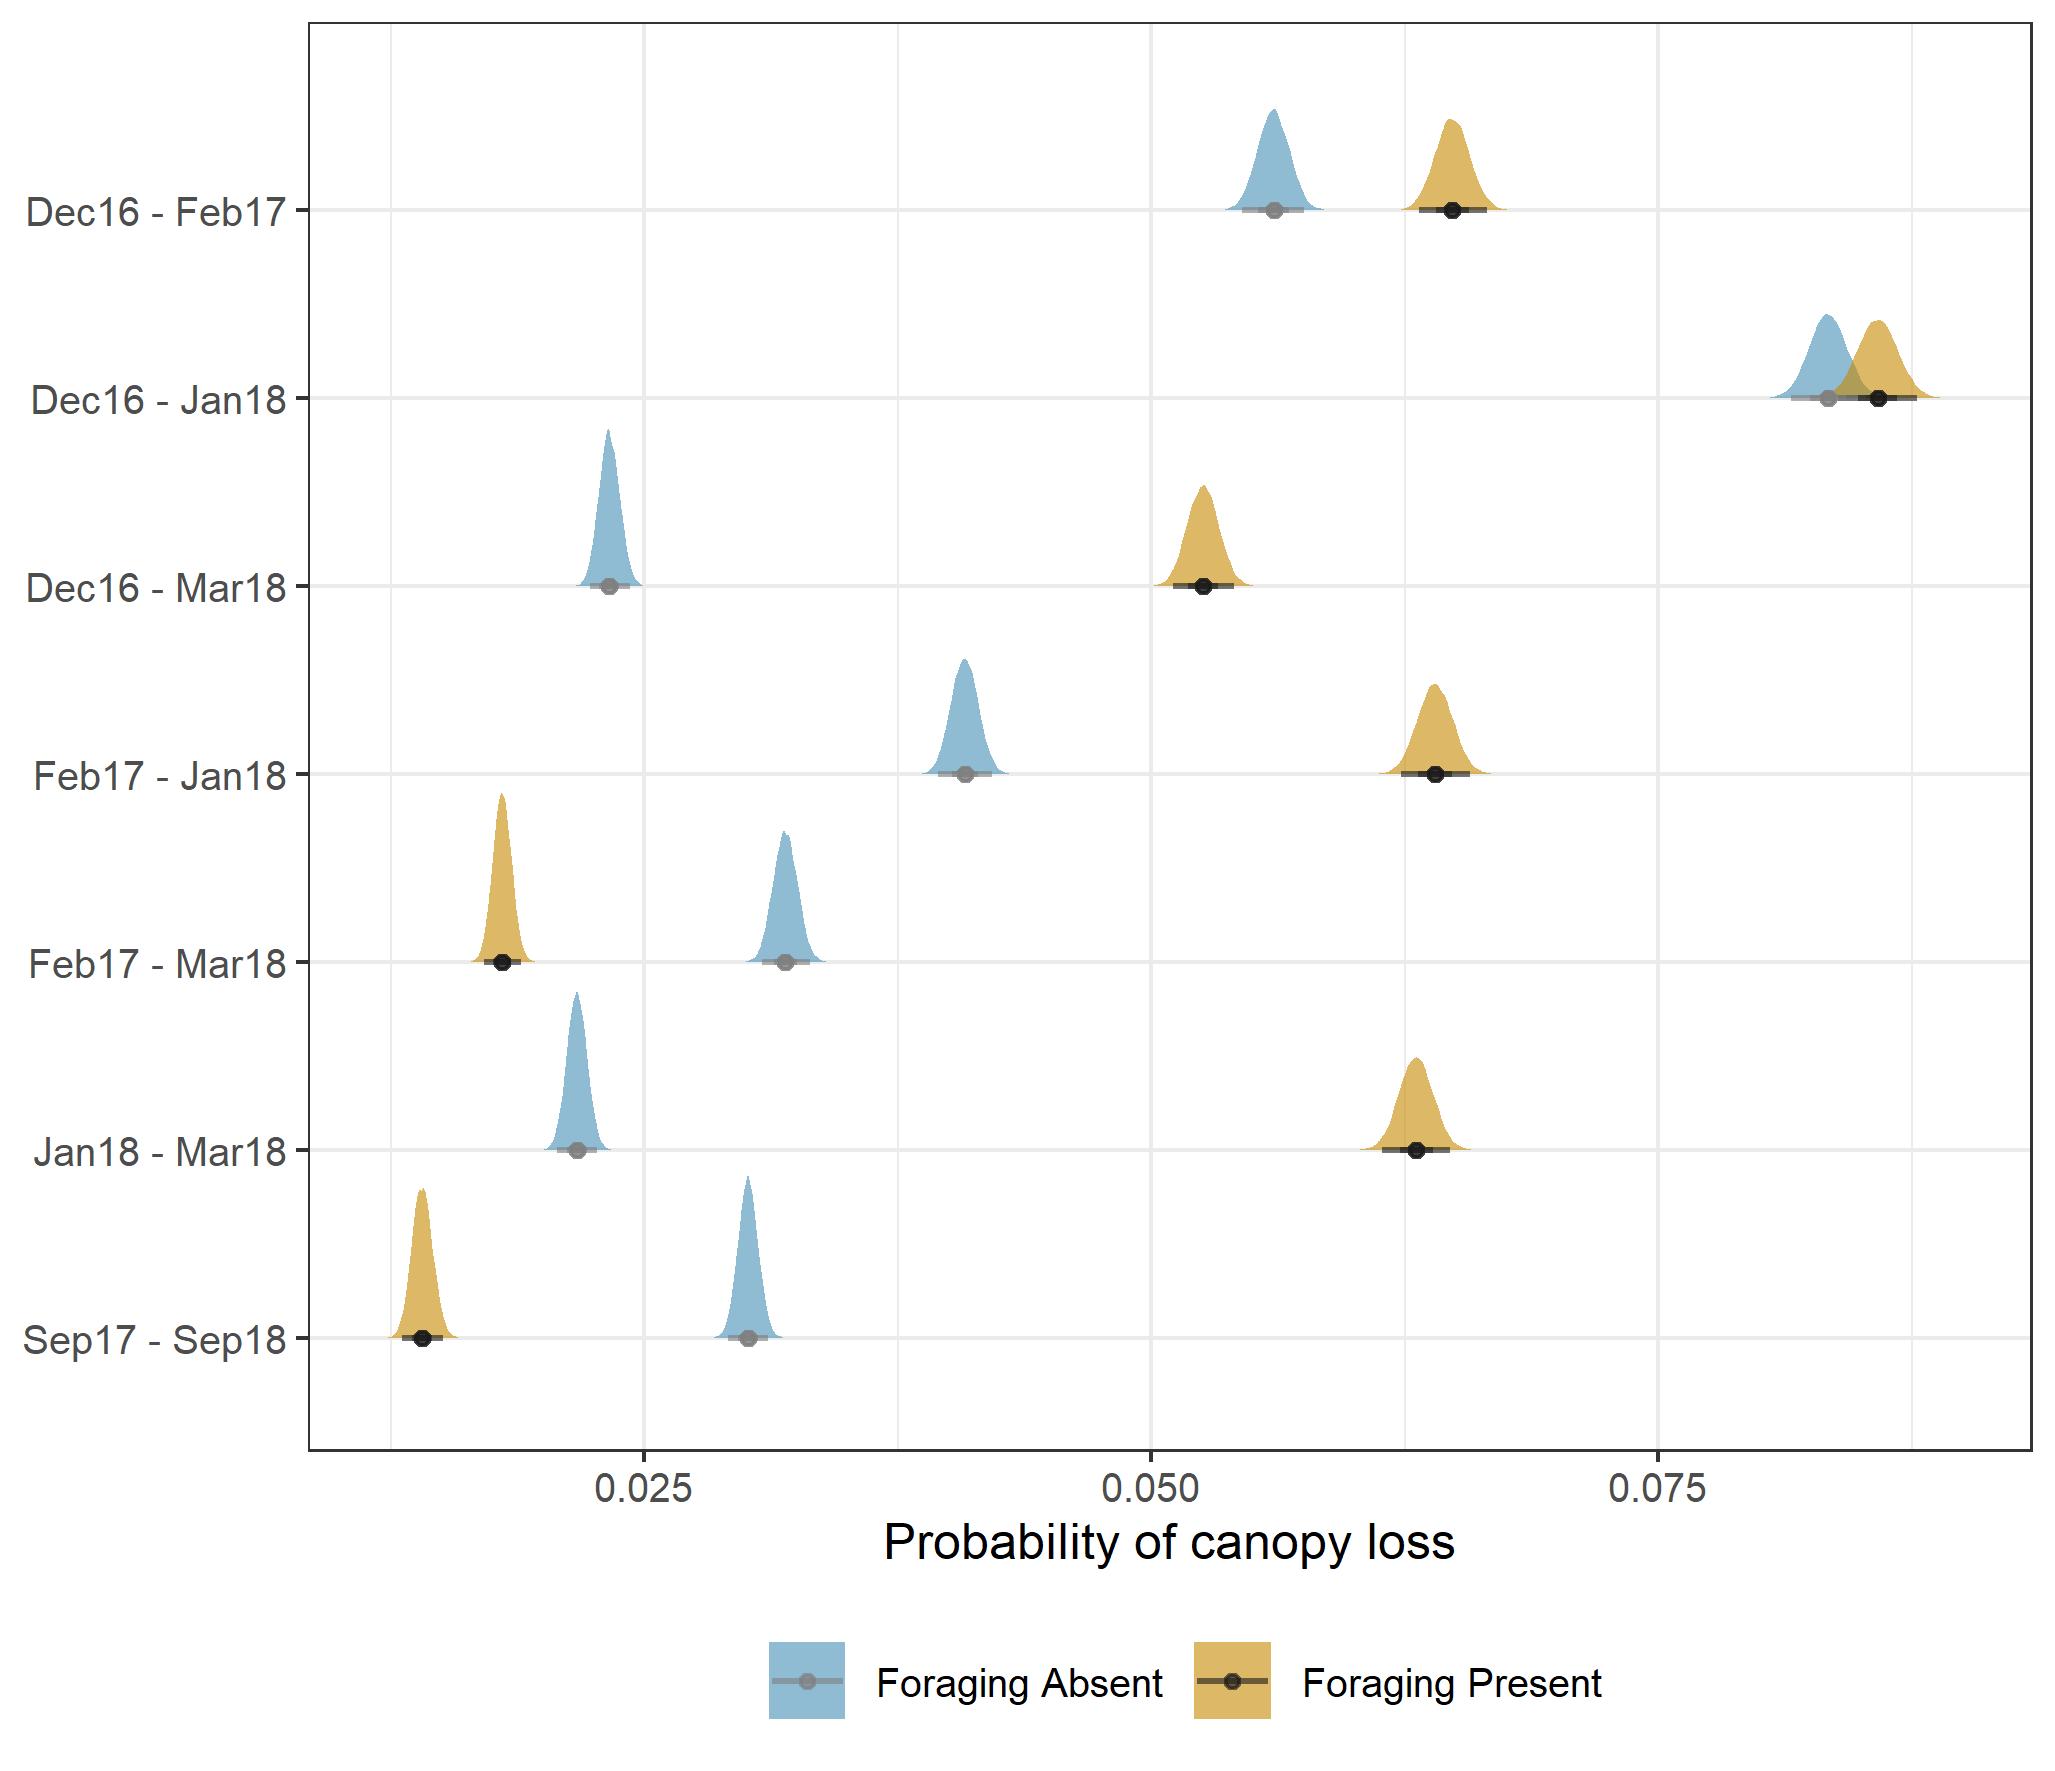 Dec16 - Feb17
Dec16 - Jan18
Dec16 - Mar18
Feb17 - Jan18
Feb17 - Mar18
Jan18 - Mar18
Sep17 - Sep18
0.025 0.050 0.075
Probability of canopy loss
Foraging Absent Foraging Present